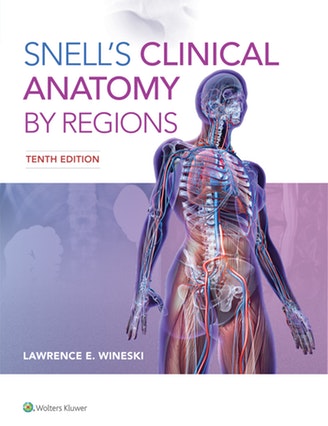 SNELL'S CLINICAL
ANATOMY
BY REGIONS
TENTH EDITION
LAWRENCE E. WINESKI
Wolters Kluwer